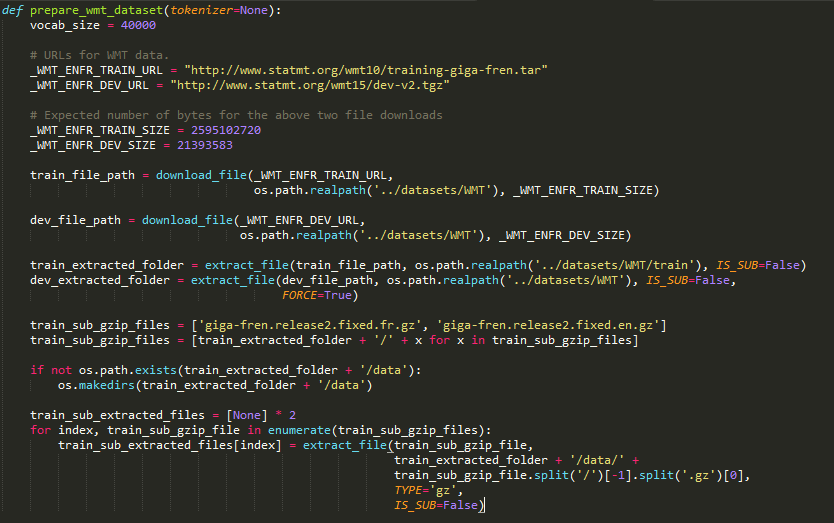 def prepare_wmt_dataset(tokenizer=None):
    vocab_size = 40000

    # URLs for WMT data.
    _WMT_ENFR_TRAIN_URL = "http://www.statmt.org/wmt10/training-giga-fren.tar"
    _WMT_ENFR_DEV_URL = "http://www.statmt.org/wmt15/dev-v2.tgz"

    # Expected number of bytes for the above two file downloads
    _WMT_ENFR_TRAIN_SIZE = 2595102720
    _WMT_ENFR_DEV_SIZE = 21393583

    train_file_path = download_file(_WMT_ENFR_TRAIN_URL,
                                    os.path.realpath('../datasets/WMT'), _WMT_ENFR_TRAIN_SIZE)

    dev_file_path = download_file(_WMT_ENFR_DEV_URL,
                                  os.path.realpath('../datasets/WMT'), _WMT_ENFR_DEV_SIZE)

    train_extracted_folder = extract_file(train_file_path, os.path.realpath('../datasets/WMT/train'), IS_SUB=False)
    dev_extracted_folder = extract_file(dev_file_path, os.path.realpath('../datasets/WMT'), IS_SUB=False,
                                        FORCE=True)

    train_sub_gzip_files = ['giga-fren.release2.fixed.fr.gz', 'giga-fren.release2.fixed.en.gz']
    train_sub_gzip_files = [train_extracted_folder + '/' + x for x in train_sub_gzip_files]

    if not os.path.exists(train_extracted_folder + '/data'):
        os.makedirs(train_extracted_folder + '/data')

    train_sub_extracted_files = [None] * 2
    for index, train_sub_gzip_file in enumerate(train_sub_gzip_files):
        train_sub_extracted_files[index] = extract_file(train_sub_gzip_file,
                                                        train_extracted_folder + '/data/' +
                                                        train_sub_gzip_file.split('/')[-1].split('.gz')[0],
                                                        TYPE='gz',
                                                        IS_SUB=False)